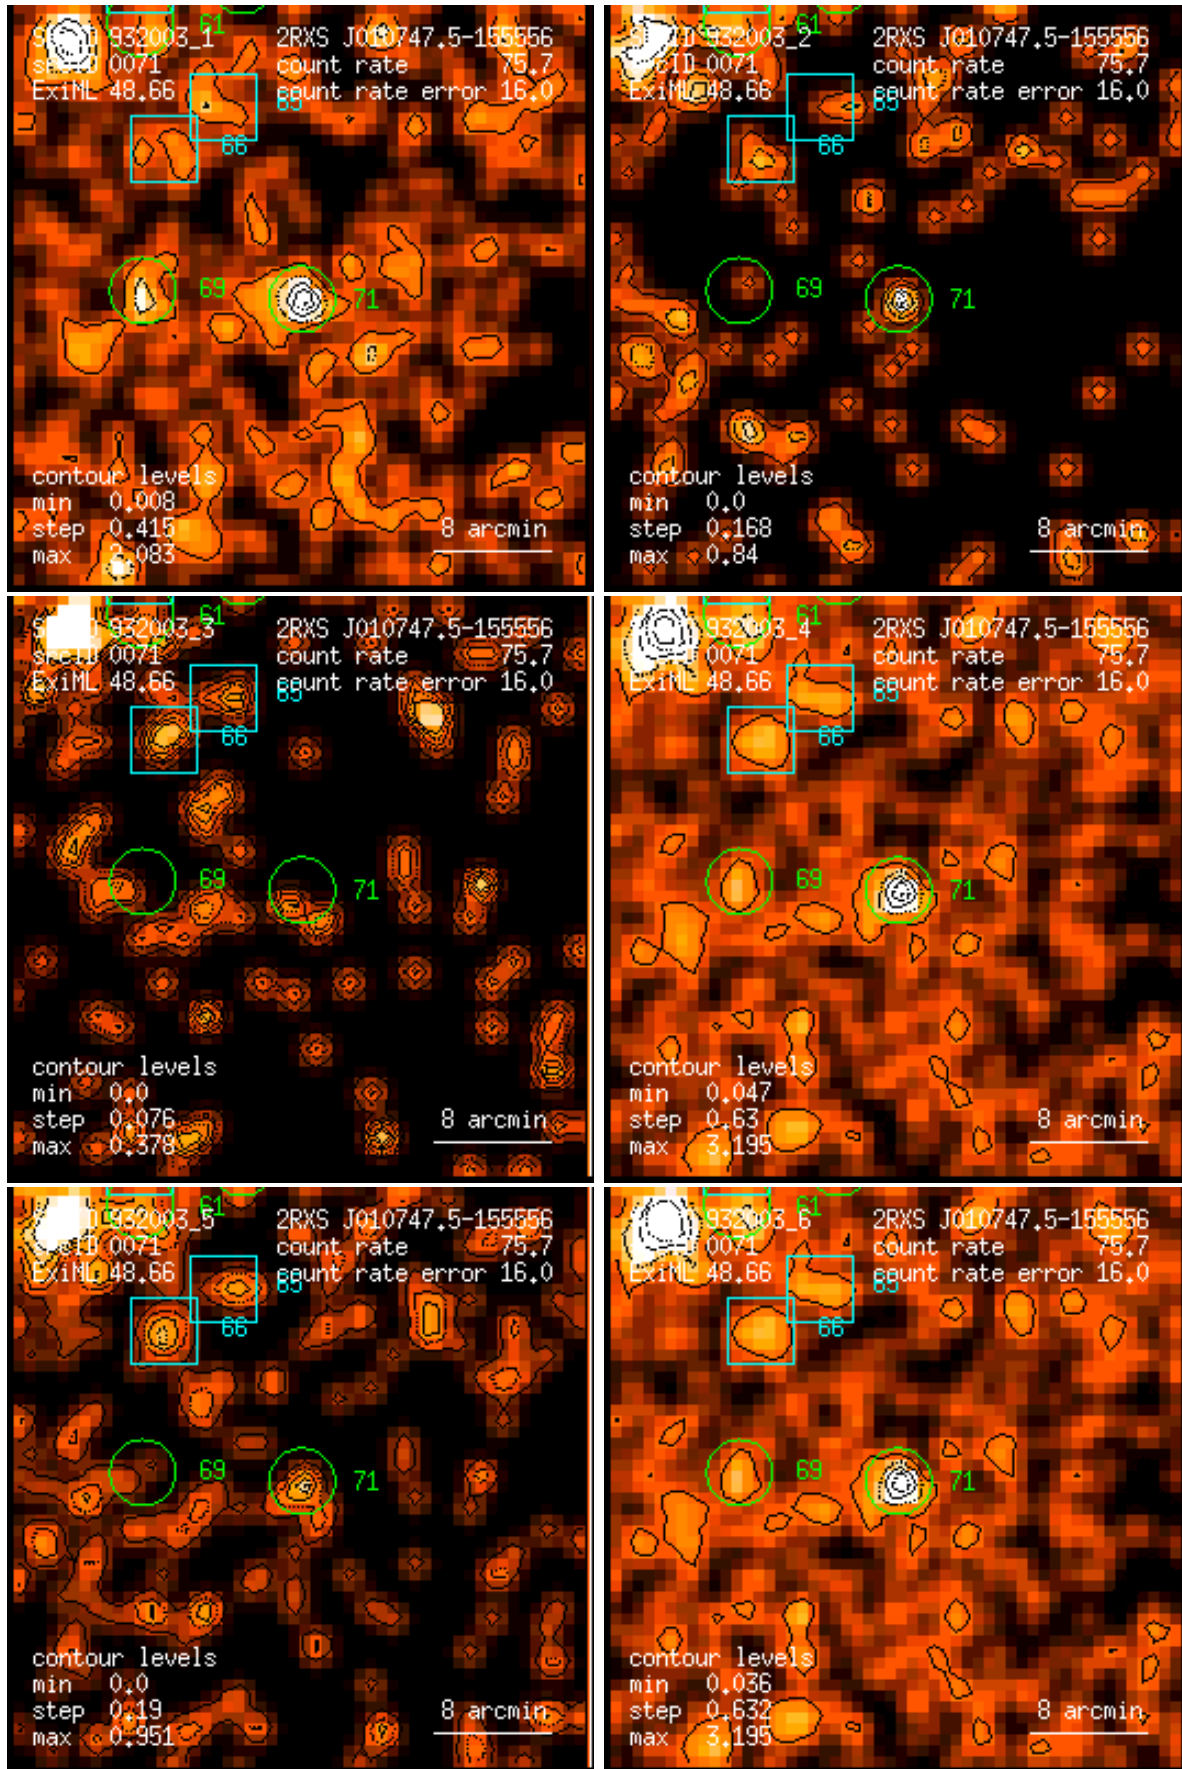 61
S ID 932003_1 2RXS J010747.5-155556
srcID 0071 count rate 75.7
ExiML 48.66 count rate error 16.0
65
66
69
71
contour levels
min 0.008
step 0.415
max 2.083
8 arcmin
61
S ID 932003_2 2RXS J010747.5-155556
srcID 0071 count rate 75.7
ExiML 48.66 count rate error 16.0
65
66
69
71
contour levels
min 0.0
step 0.168
max 0.84
8 arcmin
61
932003_3 2RXS J010747.5-155556
srcID 0071 count rate 75.7
ExiML 48.66 count rate error 16.0
65
66
69
71
contour levels
min 0.0
step 0.076
max 0.378
8 arcmin
61
932003_4 2RXS J010747.5-155556
0071 count rate 75.7
ExiML 48.66 count rate error 16.0
65
66
69
71
contour levels
min 0.047
step 0.63
max 3.195
8 arcmin
61
D 932003_5 2RXS J010747.5-155556
srcID 0071 count rate 75.7
ExiML 48.66 count rate error 16.0
65
66
69
71
contour levels
min 0.0
step 0.19
max 0.951
8 arcmin
61
932003_6 2RXS J010747.5-155556
0071 count rate 75.7
ExiML 48.66 count rate error 16.0
65
66
69
71
contour levels
min 0.036
step 0.632
max 3.195
8 arcmin